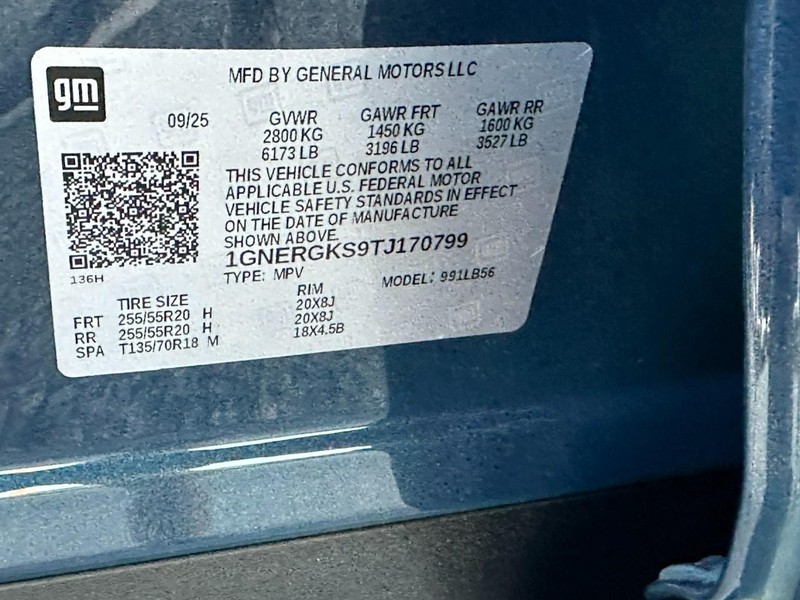 gm
MFD BY GENERAL MOTORS LLC
09/25 GVWR GAWR FRT GAWR RR
2800 KG 1450 KG 1600 KG
6173 LB 3196 LB 3527 LB
THIS VEHICLE CONFORMS TO ALL
APPLICABLE U.S. FEDERAL MOTOR
VEHICLE SAFETY STANDARDS IN EFFECT
ON THE DATE OF MANUFACTURE
SHOWN ABOVE
1GNERGKS9TJ170799
136H
TYPE: MPV MODEL: 991LB56
TIRE SIZE RIM
FRT 255/55R20 H 20X8J
RR 255/55R20 H 20X8J
SPA T135/70R18 M 18X4.5B